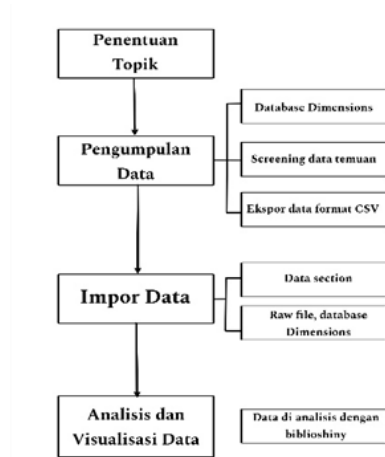 Penentuan
Topik
Database Dimensions
Pengumpulan
Data
Screening data temuan
Ekspor data format CSV
Impor Data
Data section
Raw file, database
Dimensions
Analisis dan
Visualisasi Data
Data di analisis dengan
biblioshiny